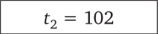 t₂ = 102